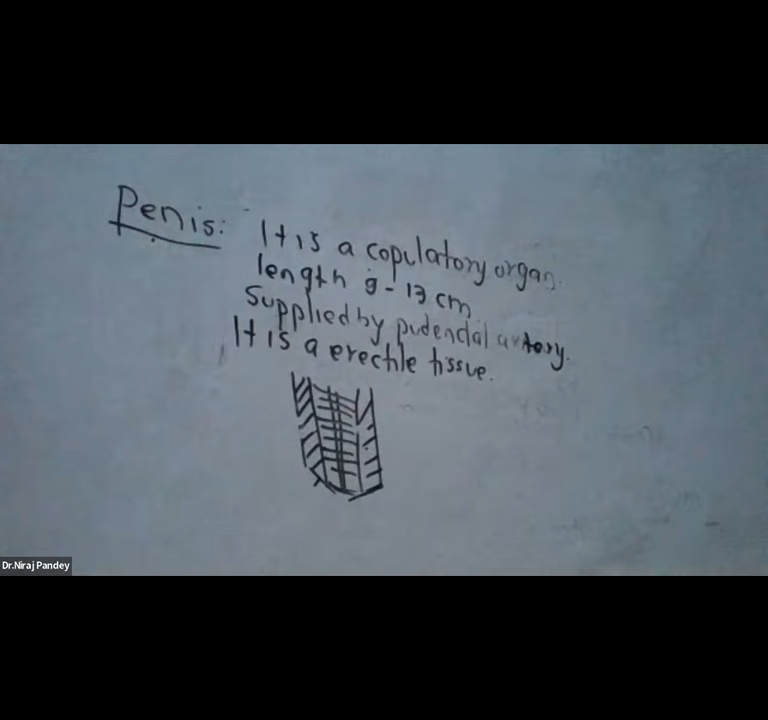 Penis: It is a copulatory organ.
length 9 - 13 cm
Supplied by pudendal artery.
It is a erectile tissue.
Dr.Niraj Pandey